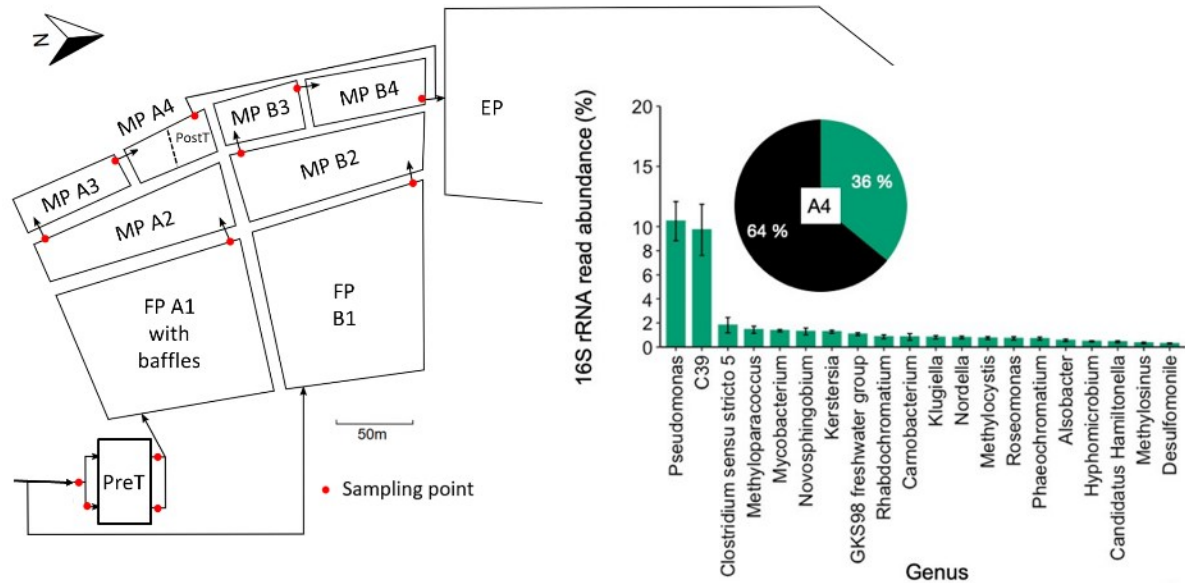 N
MP A4
PostT
MP B3
MP B4
EP
MP A3
MP A2
MP B2
FP A1
with
baffles
FP
B1
50m
PreT
Sampling point
16S rRNA read abundance (%)
20
10
8
6
4
2
0
36 %
A4
64 %
Pseudomonas
C39
Clostridium sensu stricto 5
Methyloparacoccus
Mycobacterium
Novosphingobium
Kerstersia
GKS98 freshwater group
Rhabdochromatium
Carnobacterium
Klugiella
Nordella
Methylocystis
Roseomonas
Phaeochromatium
Alsobacter
Hyphomicrobium
Candidatus Hamiltonella
Methylosinus
Desulfomonile
Genus